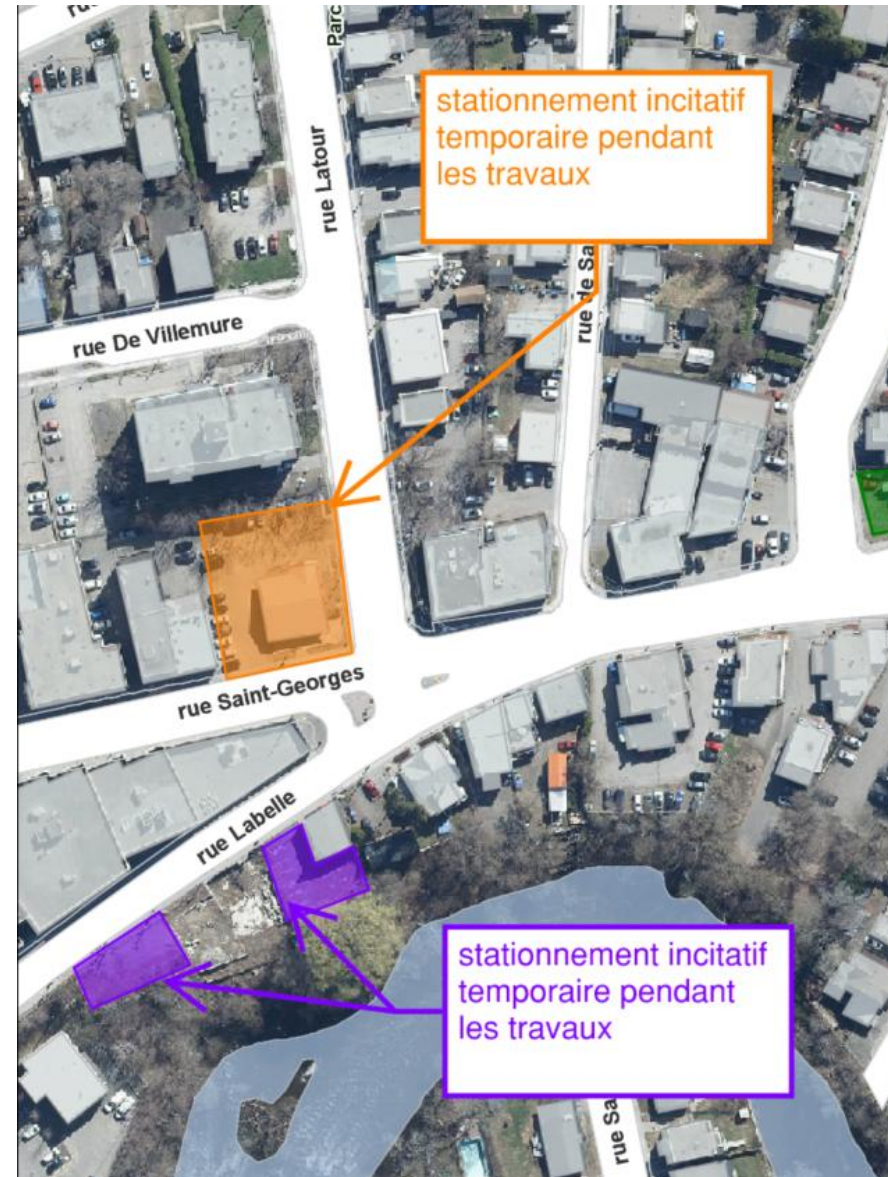 stationnement incitatif
temporaire pendant
les travaux
rue Latour
rue De Villemure
rue Saint-Georges
rue Labelle
stationnement incitatif
temporaire pendant
les travaux